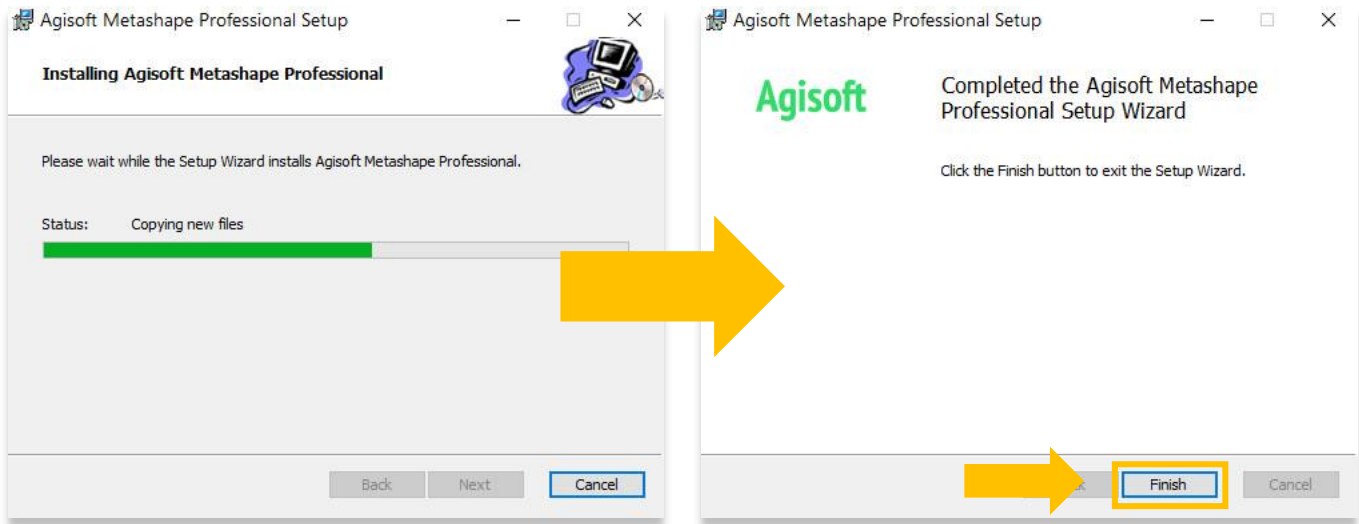 Agisoft Metashape Professional Setup
Installing Agisoft Metashape Professional
Please wait while the Setup Wizard installs Agisoft Metashape Professional.
Status: Copying new files
Back Next Cancel
Agisoft Metashape Professional Setup
Agisoft
Completed the Agisoft Metashape
Professional Setup Wizard
Click the Finish button to exit the Setup Wizard.
Finish Cancel